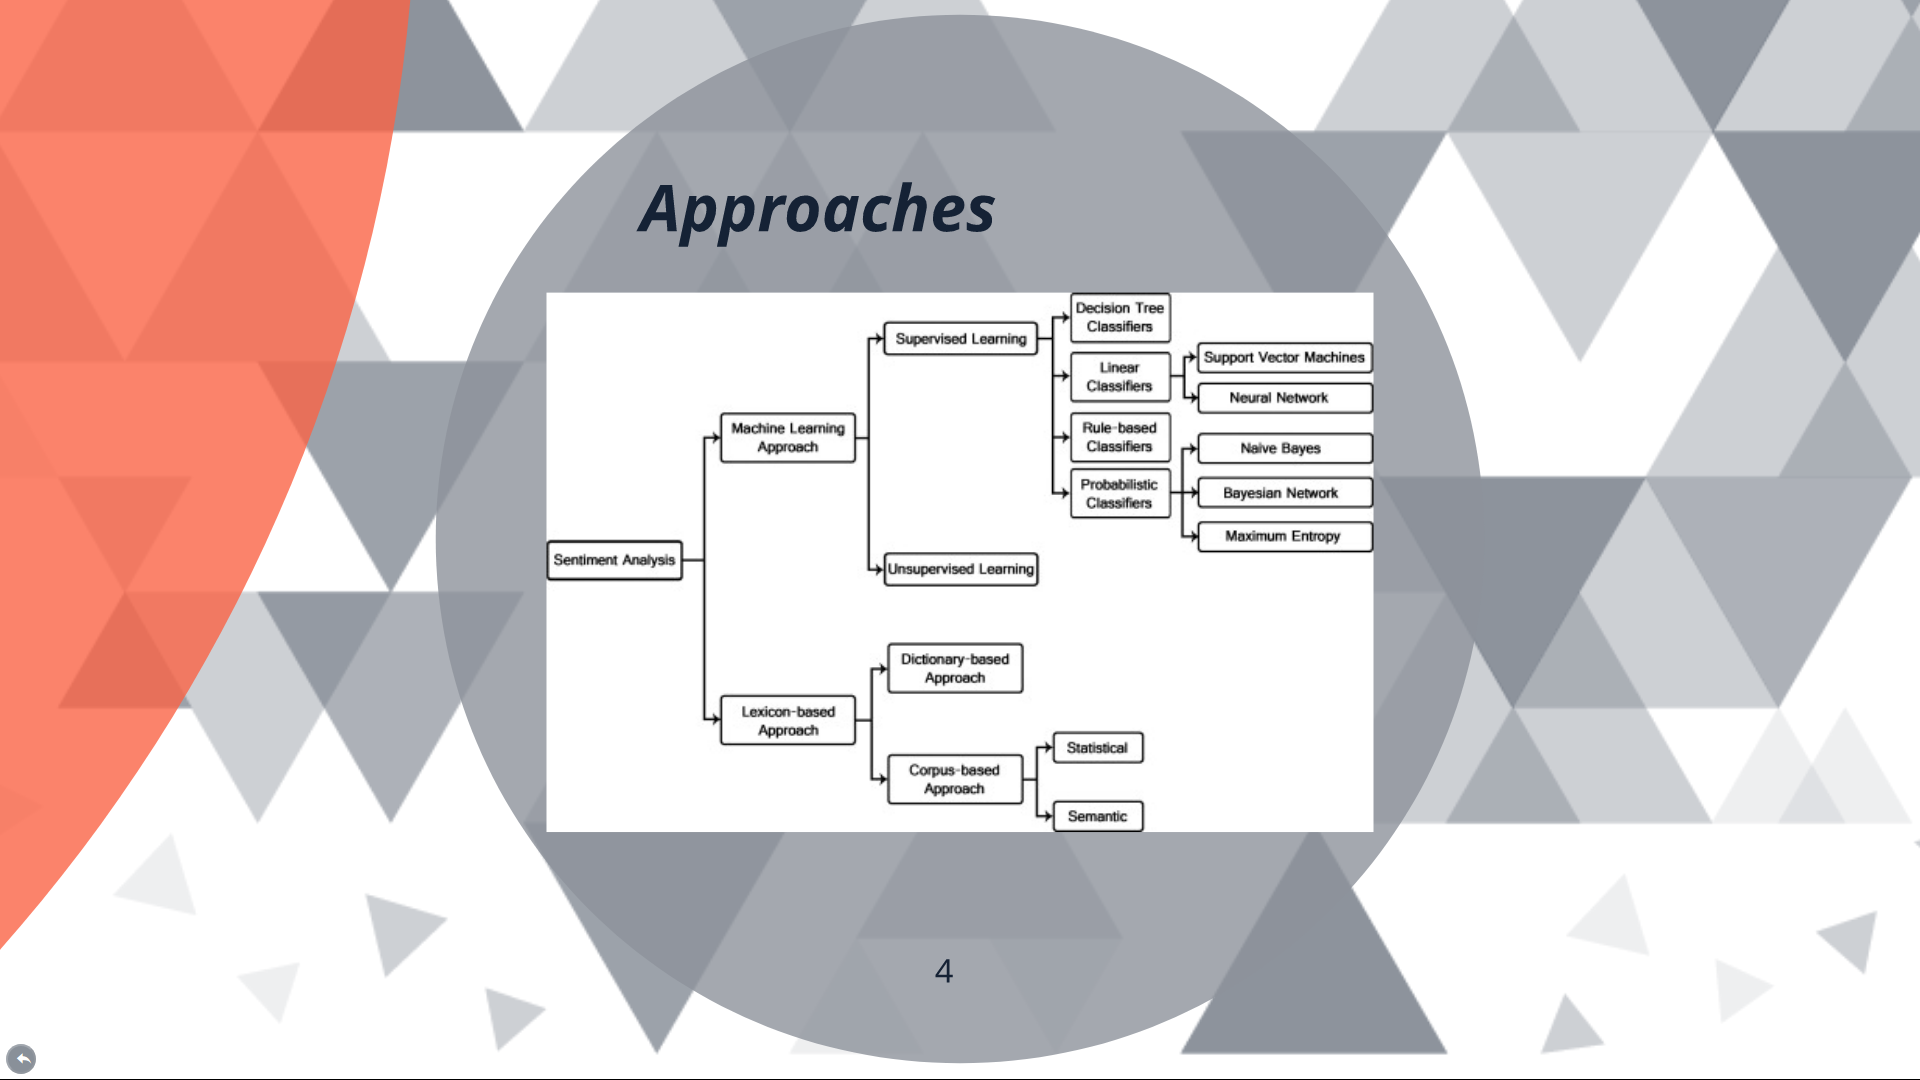 Approaches
Decision Tree
Classifiers
Supervised Learning
Support Vector Machines
Linear
Classifiers
Neural Network
Machine Learning
Approach
Rule-based
Classifiers
Naive Bayes
Probabilistic
Classifiers
Bayesian Network
Maximum Entropy
Sentiment Analysis
Unsupervised Learning
Dictionary-based
Approach
Lexicon-based
Approach
Statistical
Corpus-based
Approach
Semantic
4